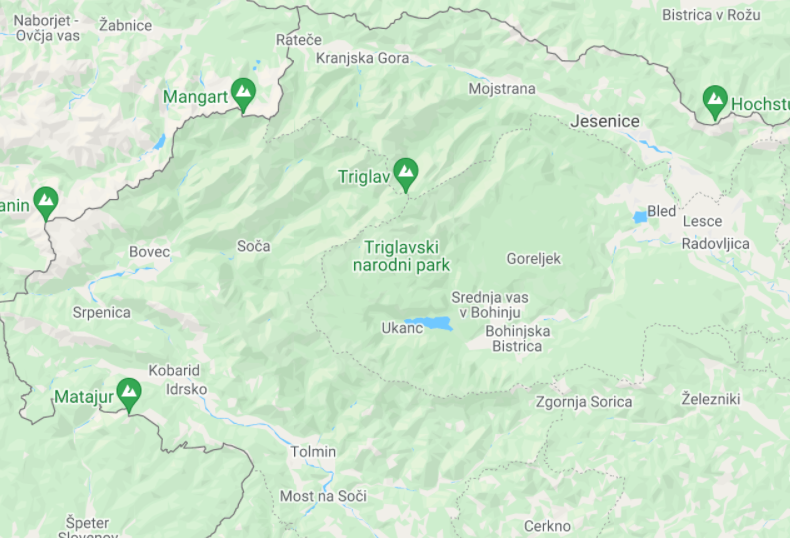 Naborjet -
Ovčja vas
Žabnice
Bistrica v Rožu
Rateče
Kranjska Gora
Mojstrana
Mangart
Hochstu
Jesenice
Triglav
anin
Bled
Lesce
Radovljica
Bovec
Soča
Triglavski
narodni park
Goreljek
Srpenica
Srednja vas
v Bohinju
Ukanc
Bohinjska
Bistrica
Kobarid
Idrsko
Matajur
Zgornja Sorica
Železniki
Tolmin
Most na Soči
Špeter
Slovenov
Cerkno